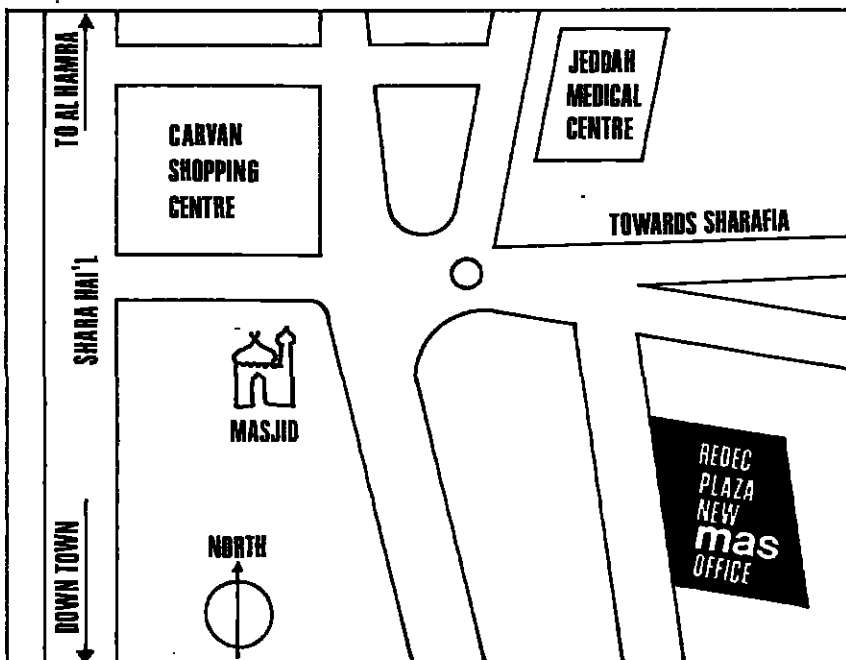 TO AL HAMRA
CARVAN
SHOPPING
CENTRE
JEDDAH
MEDICAL
CENTRE
TOWARDS SHARAFIA
SHARA HAI'L
MASJID
REDEC
PLAZA
NEW
mas
OFFICE
NORTH
DOWN TOWN